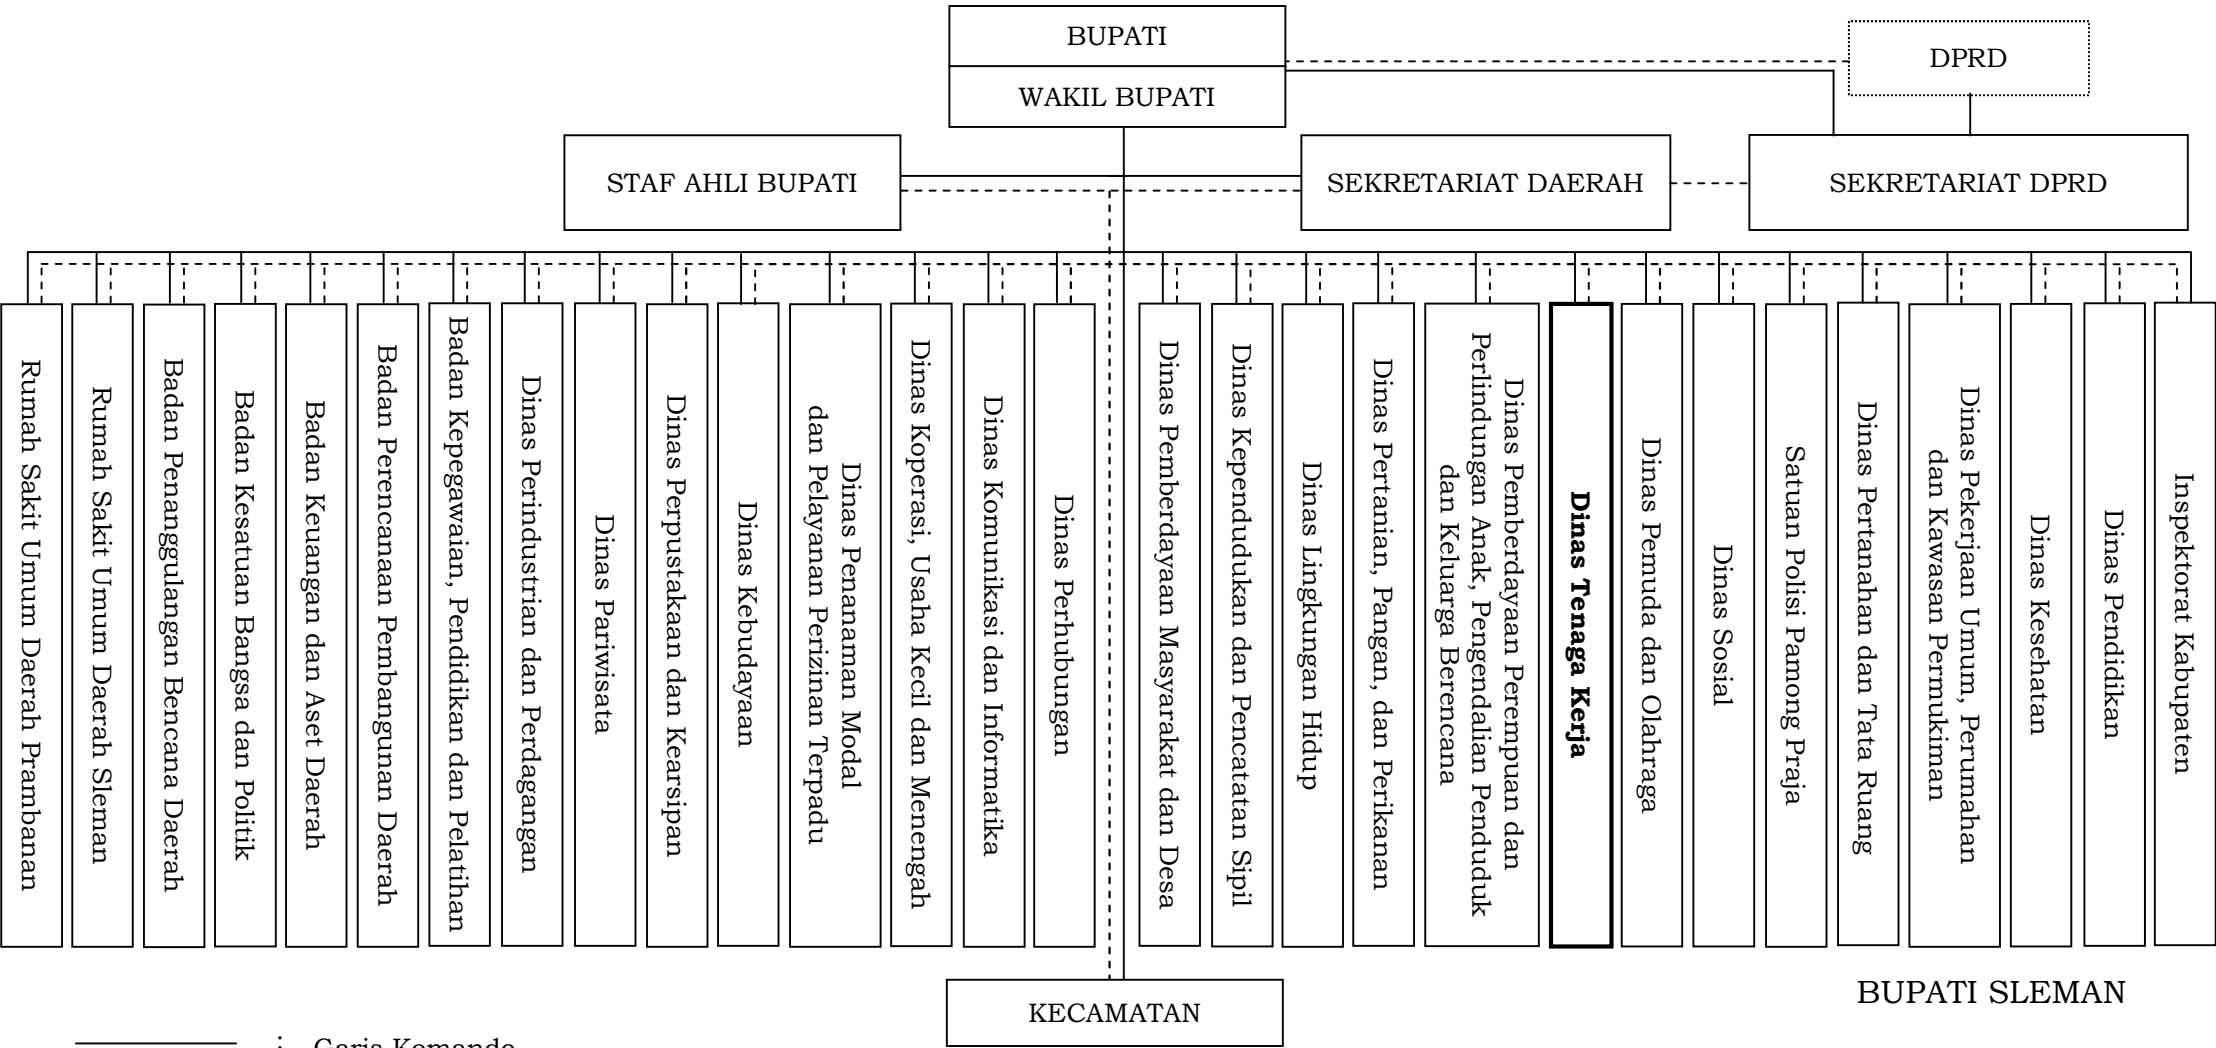 BUPATI
WAKIL BUPATI
DPRD
STAF AHLI BUPATI
SEKRETARIAT DAERAH
SEKRETARIAT DPRD
Rumah Sakit Umum Daerah Prambanan
Rumah Sakit Umum Daerah Sleman
Badan Penanggulangan Bencana Daerah
Badan Kesatuan Bangsa dan Politik
Badan Keuangan dan Aset Daerah
Badan Perencanaan Pembangunan Daerah
Badan Kepegawaian, Pendidikan dan Pelatihan
Dinas Perindustrian dan Perdagangan
Dinas Pariwisata
Dinas Perpustakaan dan Kearsipan
Dinas Kebudayaan
Dinas Penanaman Modal
dan Pelayanan Perizinan Terpadu
Dinas Koperasi, Usaha Kecil dan Menengah
Dinas Komunikasi dan Informatika
Dinas Perhubungan
Dinas Pemberdayaan Masyarakat dan Desa
Dinas Kependudukan dan Pencatatan Sipil
Dinas Lingkungan Hidup
Dinas Pertanian, Pangan, dan Perikanan
Dinas Pemberdayaan Perempuan dan
Perlindungan Anak, Pengendalian Penduduk
dan Keluarga Berencana
Dinas Tenaga Kerja
Dinas Pemuda dan Olahraga
Dinas Sosial
Satuan Polisi Pamong Praja
Dinas Pertanahan dan Tata Ruang
Dinas Pekerjaan Umum, Perumahan
dan Kawasan Permukiman
Dinas Kesehatan
Dinas Pendidikan
Inspektorat Kabupaten
KECAMATAN
BUPATI SLEMAN
: Garis Komando